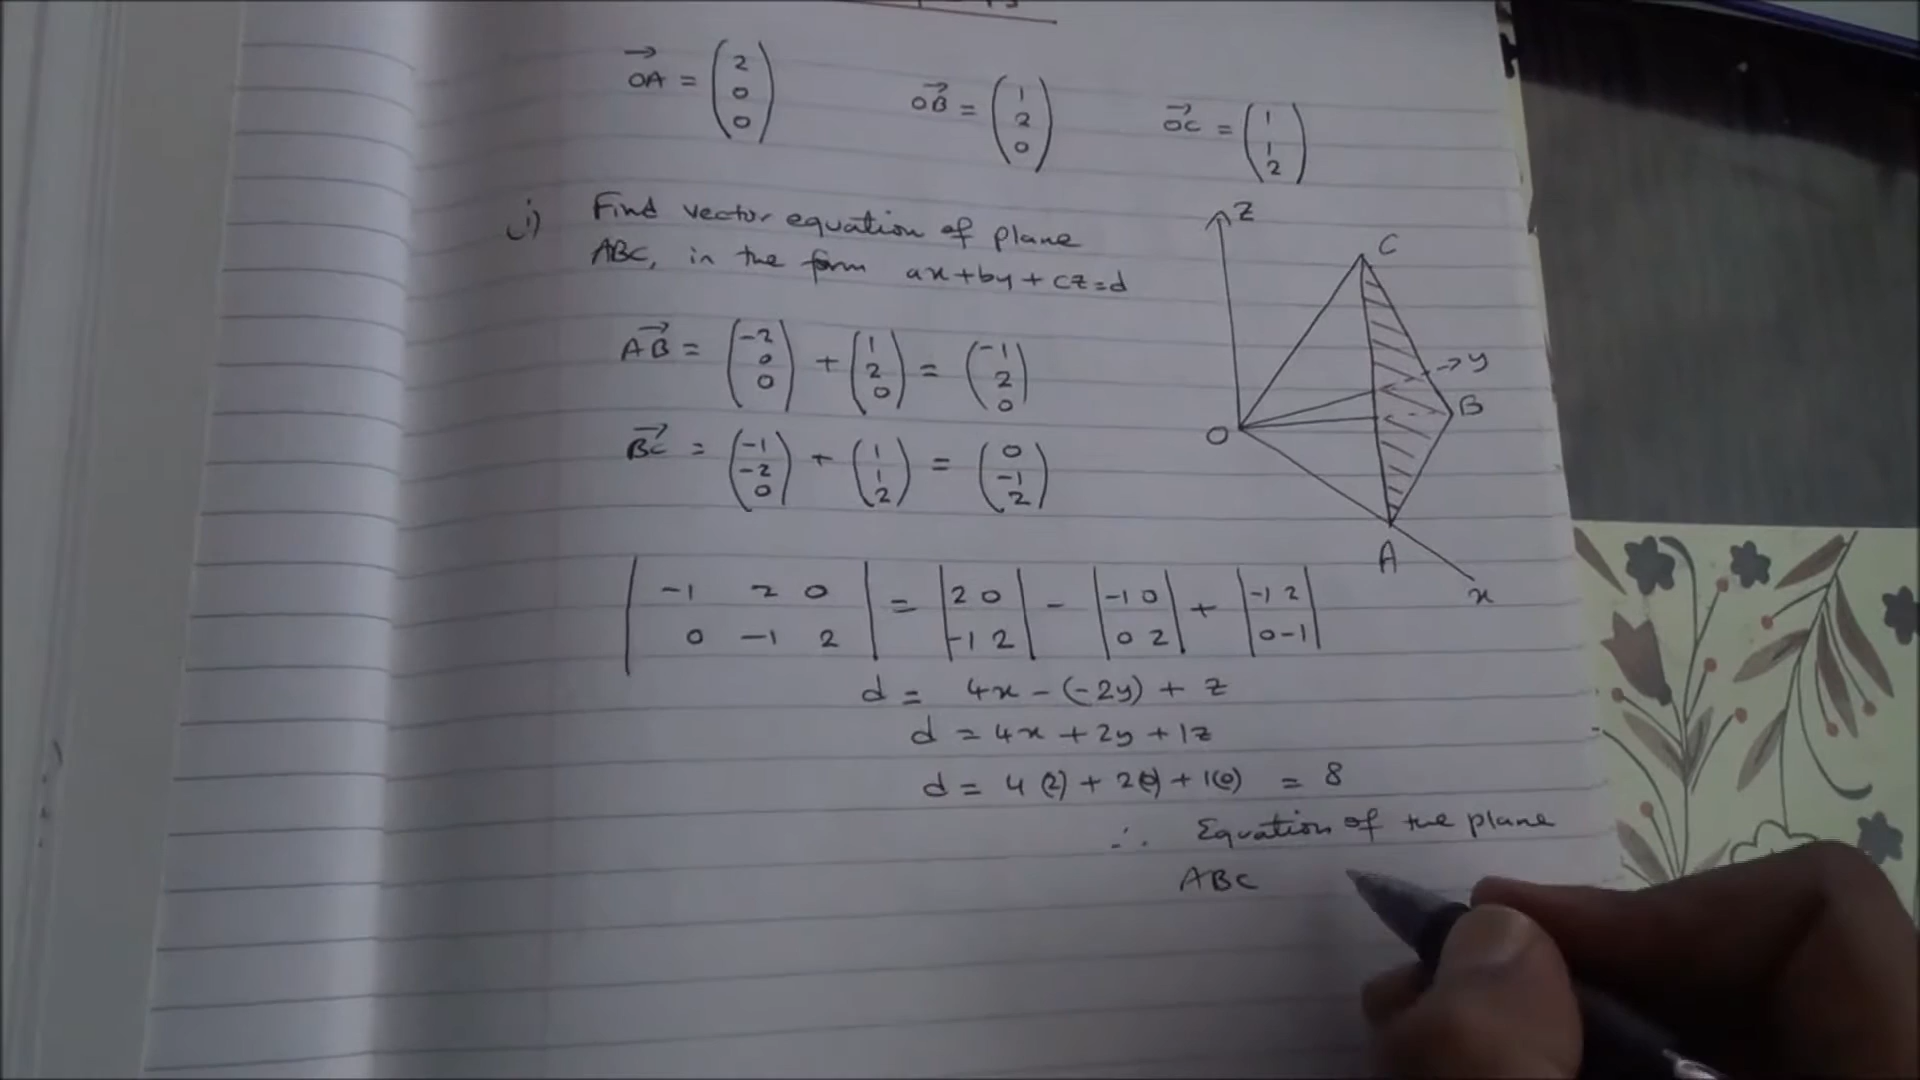 OA = (2 0 0) OB = (1 2 0) OC = (1 1 2)
i) Find vector equation of plane
ABC, in the form ax+by+cz=d
AB = (-2 0 0) + (1 2 0) = (-1 2 0)
BC = (-1 -2 0) + (1 1 2) = (0 -1 2)
z
C
y
B
O
A
x
| -1 2 0 | = | 2 0 | - | -1 0 | + | -1 2 |
| 0 -1 2 | | -1 2 | | 0 2 | | 0 -1 |
d = 4x - (-2y) + z
d = 4x + 2y + 1z
d = 4(2) + 2(0) + 1(0) = 8
∴ Equation of the plane
ABC